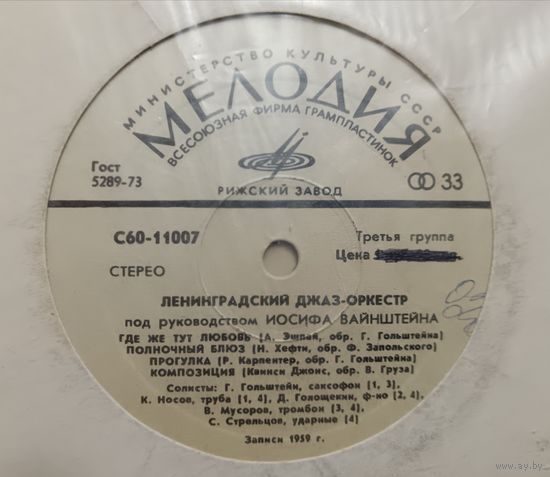 МИНИСТЕРСТВО КУЛЬТУРЫ СССР
МЕЛОДИЯ
ВСЕСОЮЗНАЯ ФИРМА ГРАМПЛАСТИНОК
Гост
5289-73
33
РИЖСКИЙ ЗАВОД
С60-11007
Третья группа
Цена
СТЕРЕО
ЛЕНИНГРАДСКИЙ ДЖАЗ-ОРКЕСТР
под руководством ИОСИФА ВАЙНШТЕЙНА
ГДЕ ЖЕ ТУТ ЛЮБОВЬ [А. Эшпай, обр. Г. Гольштейна]
ПОЛНОЧНЫЙ БЛЮЗ [Н. Хефти, обр. Ф. Запольского]
ПРОГУЛКА [Р. Карпентер, обр. Г. Гольштейна]
КОМПОЗИЦИЯ [Квинси Джонс, обр. В. Груза]
Солисты: Г. Гольштейн, саксофон [1, 3],
К. Носов, труба [1, 4], Д. Голощекин, ф-но [2, 4],
В. Мусоров, тромбон [3, 4],
С. Стрельцов, ударные [4]
Записи 1959 г.
www.ay.by